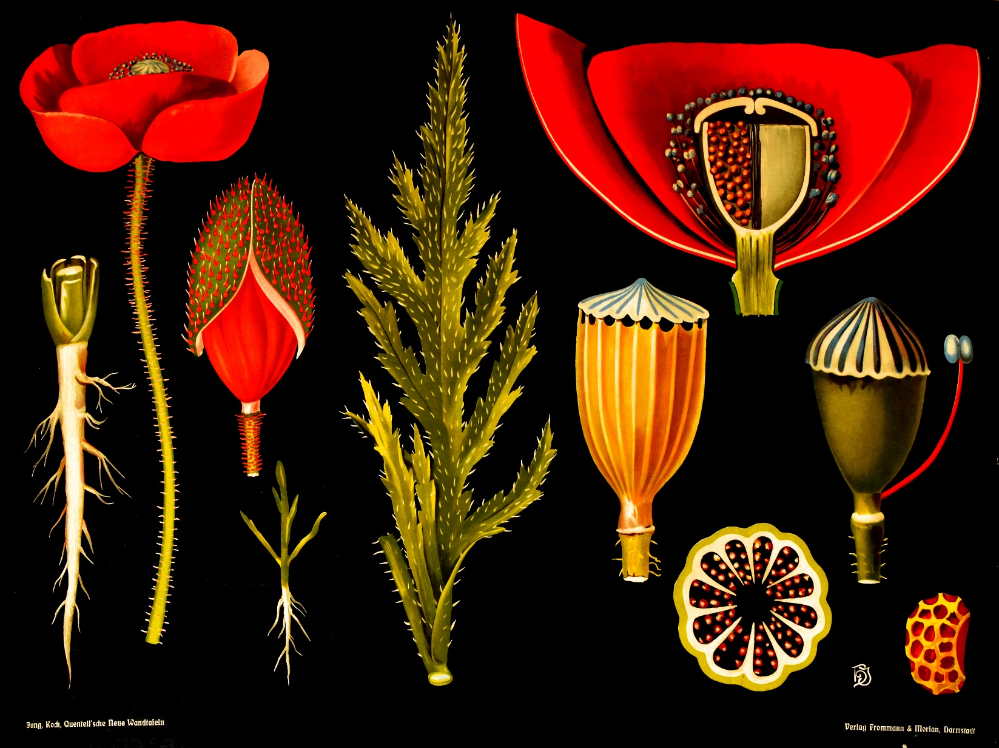 Jung, Koch, Quentell'sche Neue Wandtafeln
Verlag Frommann & Morian, Darmstadt